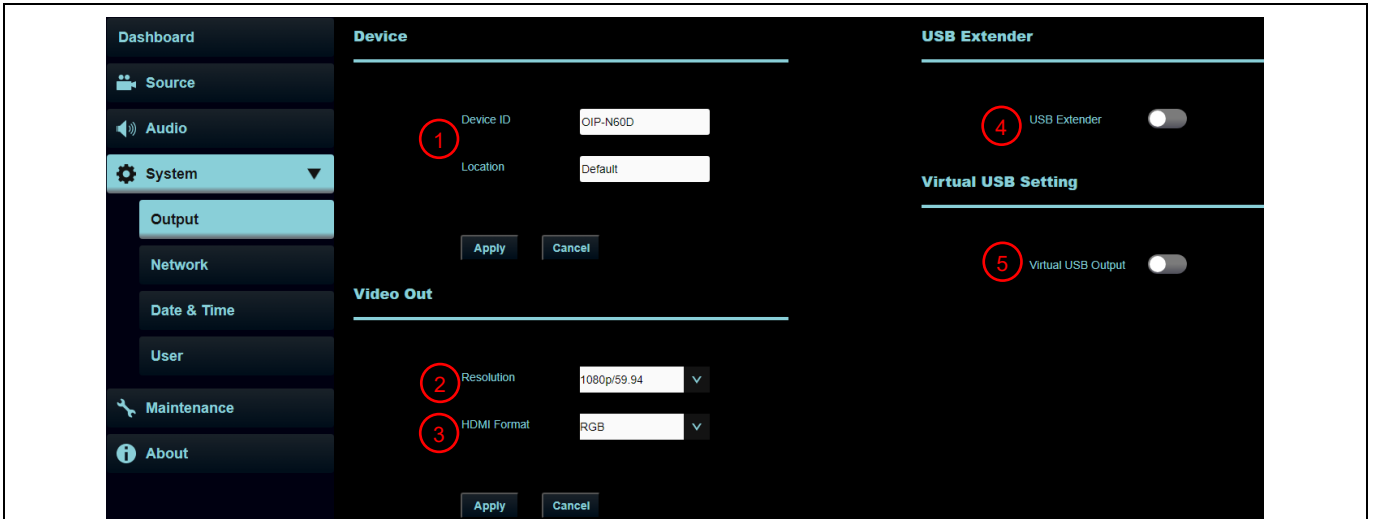 Dashboard
Source
Audio
System
Output
Network
Date & Time
User
Maintenance
About
Device
1
Device ID
OIP-N60D
Location
Default
Apply Cancel
Video Out
2
Resolution
1080p/59.94
3
HDMI Format
RGB
Apply Cancel
USB Extender
4
USB Extender
Virtual USB Setting
5
Virtual USB Output